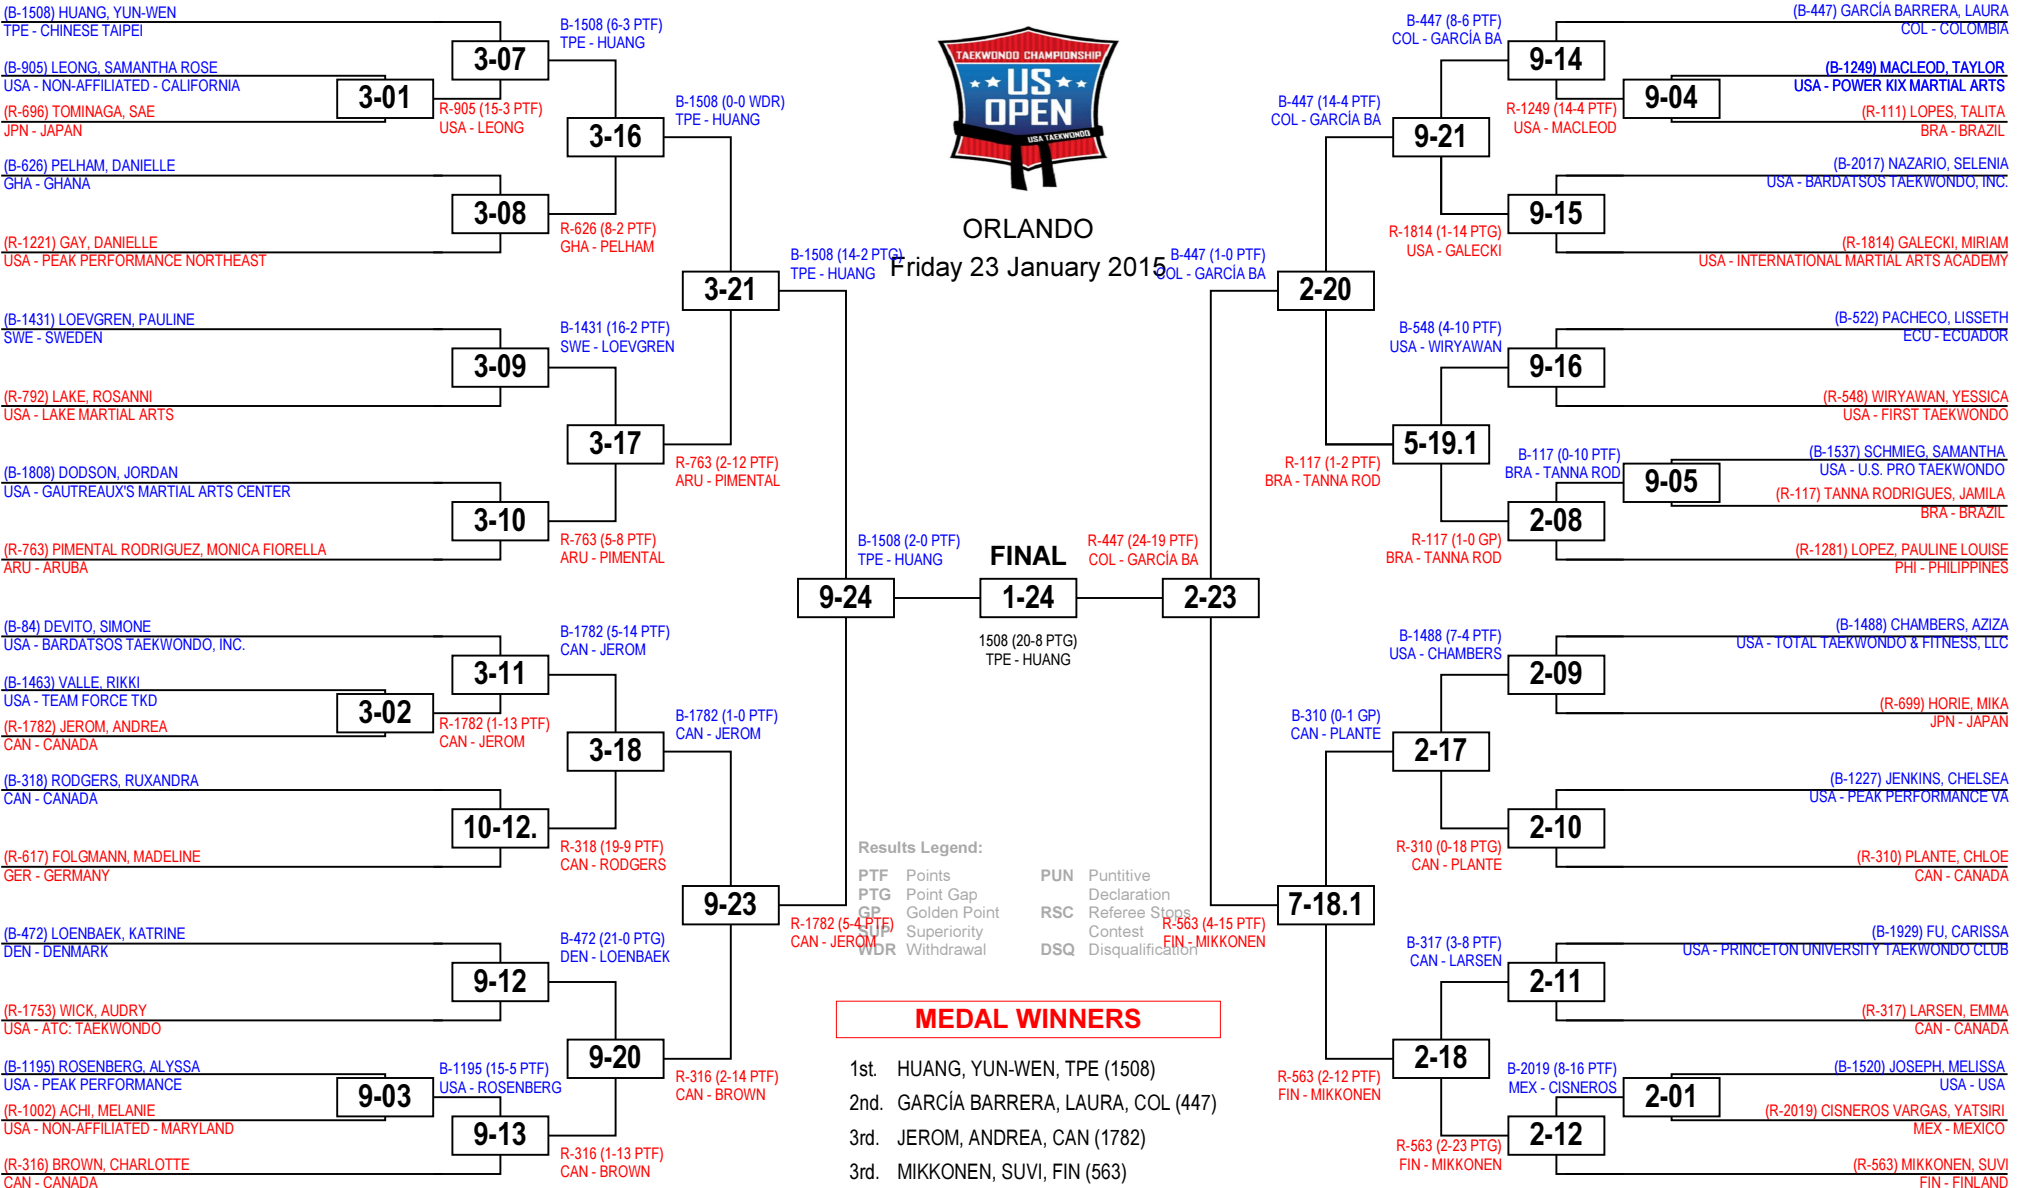 (B-1508) HUANG, YUN-WEN
TPE - CHINESE TAIPEI
(B-905) LEONG, SAMANTHA ROSE
USA - NON-AFFILIATED - CALIFORNIA
(R-696) TOMINAGA, SAE
JPN - JAPAN
(B-626) PELHAM, DANIELLE
GHA - GHANA
(R-1221) GAY, DANIELLE
USA - PEAK PERFORMANCE NORTHEAST
(B-1431) LOEVGREN, PAULINE
SWE - SWEDEN
(R-792) LAKE, ROSANNI
USA - LAKE MARTIAL ARTS
(B-1808) DODSON, JORDAN
USA - GAUTREAUX'S MARTIAL ARTS CENTER
(R-763) PIMENTAL RODRIGUEZ, MONICA FIORELLA
ARU - ARUBA
(B-84) DEVITO, SIMONE
USA - BARDATSOS TAEKWONDO, INC.
(B-1463) VALLE, RIKKI
USA - TEAM FORCE TKD
(R-1782) JEROM, ANDREA
CAN - CANADA
(B-318) RODGERS, RUXANDRA
CAN - CANADA
(R-617) FOLGMANN, MADELINE
GER - GERMANY
(B-472) LOENBAEK, KATRINE
DEN - DENMARK
(R-1753) WICK, AUDRY
USA - ATC: TAEKWONDO
(B-1195) ROSENBERG, ALYSSA
USA - PEAK PERFORMANCE
(R-1002) ACHI, MELANIE
USA - NON-AFFILIATED - MARYLAND
(R-316) BROWN, CHARLOTTE
CAN - CANADA
3-01
3-02
9-03
R-905 (15-3 PTF)
USA - LEONG
R-1782 (1-13 PTF)
CAN - JEROM
B-1195 (15-5 PTF)
USA - ROSENBERG
3-07
3-08
3-09
3-10
3-11
10-12.
9-12
9-13
B-1508 (6-3 PTF)
TPE - HUANG
R-626 (8-2 PTF)
GHA - PELHAM
B-1431 (16-2 PTF)
SWE - LOEVGREN
R-763 (5-8 PTF)
ARU - PIMENTAL
B-1782 (5-14 PTF)
CAN - JEROM
R-318 (19-9 PTF)
CAN - RODGERS
B-472 (21-0 PTG)
DEN - LOENBAEK
R-316 (1-13 PTF)
CAN - BROWN
3-16
3-17
3-18
9-20
B-1508 (0-0 WDR)
TPE - HUANG
R-763 (2-12 PTF)
ARU - PIMENTAL
B-1782 (1-0 PTF)
CAN - JEROM
R-316 (2-14 PTF)
CAN - BROWN
3-21
9-23
B-1508 (14-2 PTG)
TPE - HUANG
R-1782 (5-4 PTF)
CAN - JEROM
9-24
B-1508 (2-0 PTF)
TPE - HUANG
TAEKWONDO CHAMPIONSHIP
US
OPEN
USA TAEKWONDO
ORLANDO
Friday 23 January 2015
FINAL
1-24
1508 (20-8 PTG)
TPE - HUANG
R-447 (24-19 PTF)
COL - GARCÍA BA
2-23
B-447 (1-0 PTF)
COL - GARCÍA BA
R-563 (4-15 PTF)
FIN - MIKKONEN
2-20
7-18.1
B-447 (14-4 PTF)
COL - GARCÍA BA
R-117 (1-2 PTF)
BRA - TANNA ROD
B-310 (0-1 GP)
CAN - PLANTE
R-563 (2-12 PTF)
FIN - MIKKONEN
9-21
5-19.1
2-17
2-18
B-447 (8-6 PTF)
COL - GARCÍA BA
R-1814 (1-14 PTG)
USA - GALECKI
B-548 (4-10 PTF)
USA - WIRYAWAN
R-117 (1-0 GP)
BRA - TANNA ROD
B-1488 (7-4 PTF)
USA - CHAMBERS
R-310 (0-18 PTG)
CAN - PLANTE
B-317 (3-8 PTF)
CAN - LARSEN
R-563 (2-23 PTG)
FIN - MIKKONEN
9-14
9-15
9-16
2-08
2-09
2-10
2-11
2-12
R-1249 (14-4 PTF)
USA - MACLEOD
B-117 (0-10 PTF)
BRA - TANNA ROD
B-2019 (8-16 PTF)
MEX - CISNEROS
9-04
9-05
2-01
(B-447) GARCÍA BARRERA, LAURA
COL - COLOMBIA
(B-1249) MACLEOD, TAYLOR
USA - POWER KIX MARTIAL ARTS
(R-111) LOPES, TALITA
BRA - BRAZIL
(B-2017) NAZARIO, SELENIA
USA - BARDATSOS TAEKWONDO, INC.
(R-1814) GALECKI, MIRIAM
USA - INTERNATIONAL MARTIAL ARTS ACADEMY
(B-522) PACHECO, LISSETH
ECU - ECUADOR
(R-548) WIRYAWAN, YESSICA
USA - FIRST TAEKWONDO
(B-1537) SCHMIEG, SAMANTHA
USA - U.S. PRO TAEKWONDO
(R-117) TANNA RODRIGUES, JAMILA
BRA - BRAZIL
(R-1281) LOPEZ, PAULINE LOUISE
PHI - PHILIPPINES
(B-1488) CHAMBERS, AZIZA
USA - TOTAL TAEKWONDO & FITNESS, LLC
(R-699) HORIE, MIKA
JPN - JAPAN
(B-1227) JENKINS, CHELSEA
USA - PEAK PERFORMANCE VA
(R-310) PLANTE, CHLOE
CAN - CANADA
(B-1929) FU, CARISSA
USA - PRINCETON UNIVERSITY TAEKWONDO CLUB
(R-317) LARSEN, EMMA
CAN - CANADA
(B-1520) JOSEPH, MELISSA
USA - USA
(R-2019) CISNEROS VARGAS, YATSIRI
MEX - MEXICO
(R-563) MIKKONEN, SUVI
FIN - FINLAND
Results Legend:
PTF Points
PTG Point Gap
GP Golden Point
SUP Superiority
WDR Withdrawal
PUN Puntitive
Declaration
RSC Referee Stops
Contest
DSQ Disqualification
MEDAL WINNERS
1st. HUANG, YUN-WEN, TPE (1508)
2nd. GARCÍA BARRERA, LAURA, COL (447)
3rd. JEROM, ANDREA, CAN (1782)
3rd. MIKKONEN, SUVI, FIN (563)